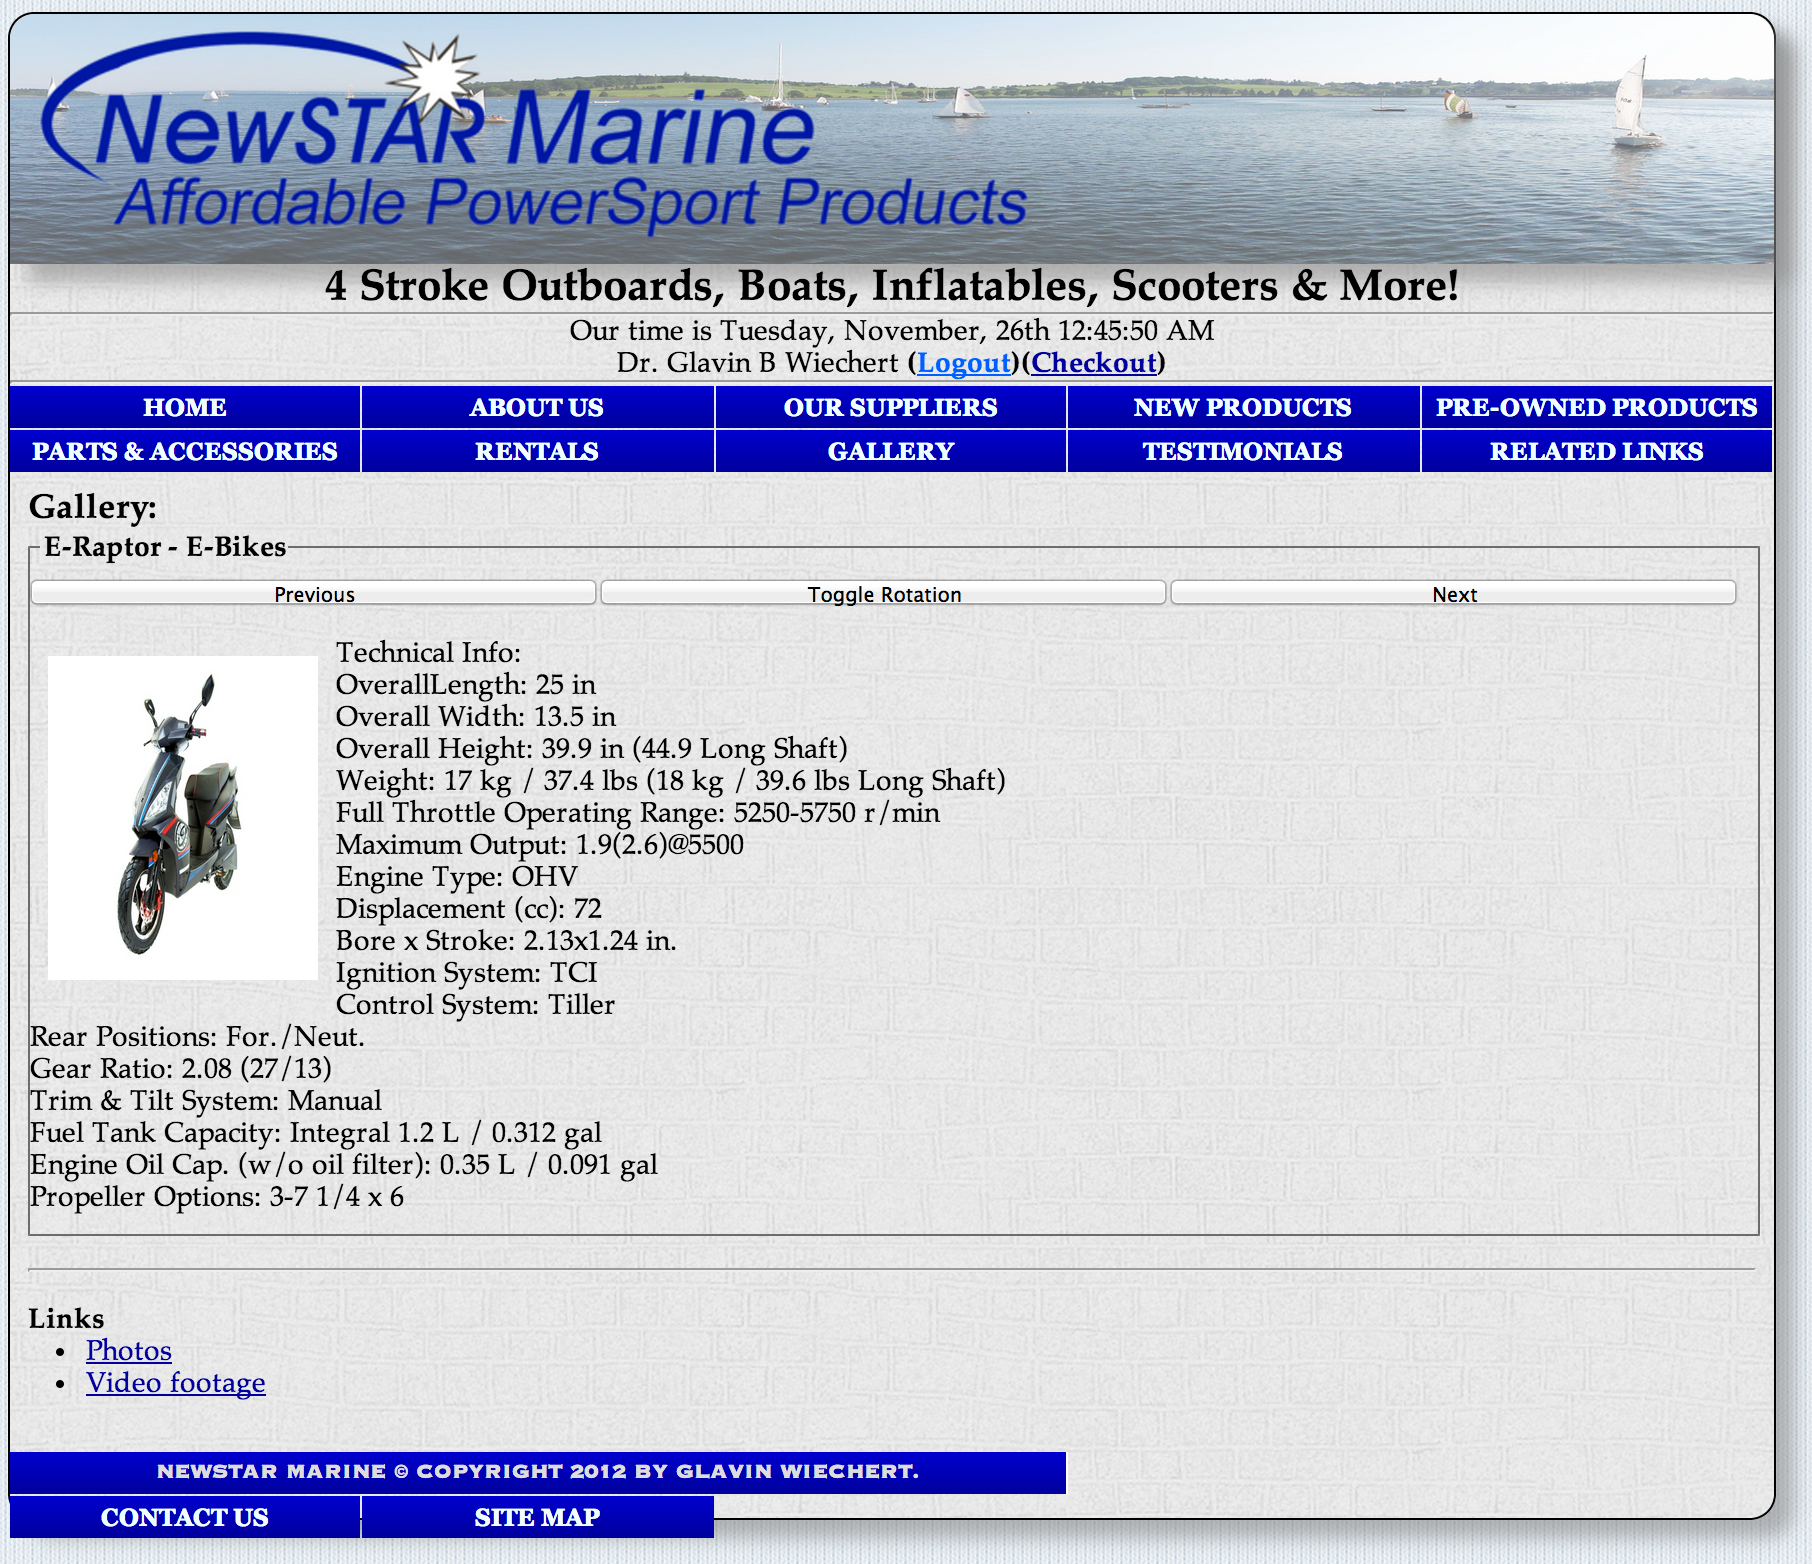 NewSTAR Marine
Affordable PowerSport Products
4 Stroke Outboards, Boats, Inflatables, Scooters & More!
Our time is Tuesday, November, 26th 12:45:50 AM
Dr. Glavin B Wiechert (Logout)(Checkout)
HOME ABOUT US OUR SUPPLIERS NEW PRODUCTS PRE-OWNED PRODUCTS
PARTS & ACCESSORIES RENTALS GALLERY TESTIMONIALS RELATED LINKS
Gallery:
E-Raptor - E-Bikes
Previous Toggle Rotation Next
Technical Info:
OverallLength: 25 in
Overall Width: 13.5 in
Overall Height: 39.9 in (44.9 Long Shaft)
Weight: 17 kg / 37.4 lbs (18 kg / 39.6 lbs Long Shaft)
Full Throttle Operating Range: 5250-5750 r/min
Maximum Output: 1.9(2.6)@5500
Engine Type: OHV
Displacement (cc): 72
Bore x Stroke: 2.13x1.24 in.
Ignition System: TCI
Control System: Tiller
Rear Positions: For./Neut.
Gear Ratio: 2.08 (27/13)
Trim & Tilt System: Manual
Fuel Tank Capacity: Integral 1.2 L / 0.312 gal
Engine Oil Cap. (w/o oil filter): 0.35 L / 0.091 gal
Propeller Options: 3-7 1/4 x 6
Links
• Photos
• Video footage
NEWSTAR MARINE © COPYRIGHT 2012 BY GLAVIN WIECHERT.
CONTACT US SITE MAP